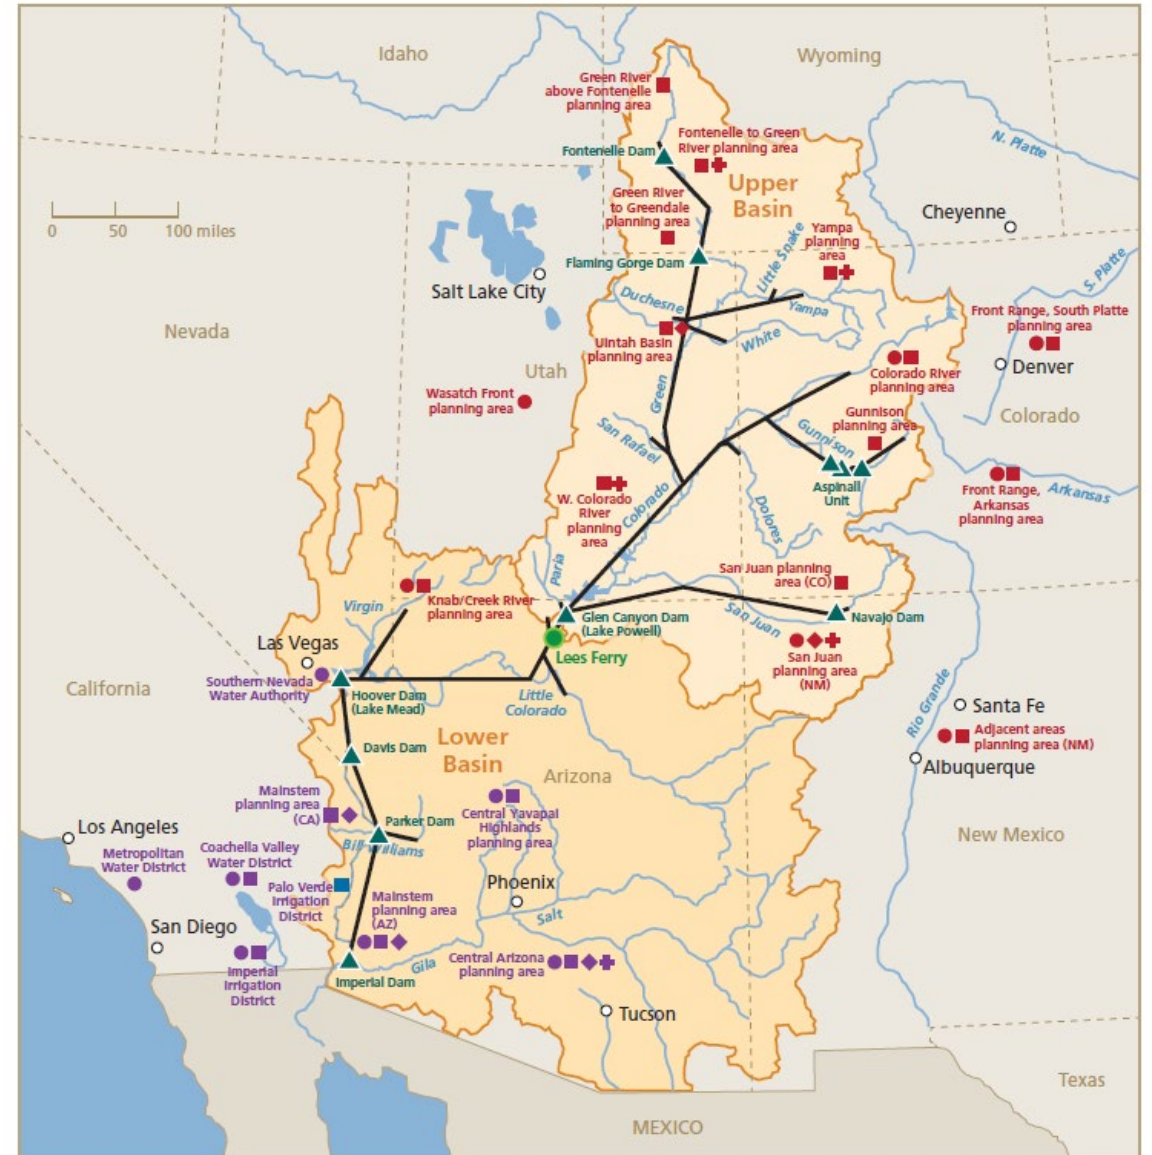 Idaho
Wyoming
Green River
above Fontenelle
planning area
Fontenelle to Green
River planning area
Fontenelle Dam
N. Platte
Upper
Basin
Green River
to Greendale
planning area
Cheyenne
0 50 100 miles
Yampa
planning
area
Little Snake
Flaming Gorge Dam
S. Platte
Salt Lake City
Duchesne
Yampa
Front Range, South Platte
planning area
Nevada
Uintah Basin
planning area
White
Utah
Denver
Colorado River
planning area
Wasatch Front
planning area
Green
Colorado
Gunnison
planning area
San Rafael
Gunnison
Aspinall
Unit
W. Colorado
River
planning
area
Colorado
Dolores
Front Range,
Arkansas
planning area
Arkansas
Paria
San Juan planning
area (CO)
Knab/Creek River
planning area
Virgin
Glen Canyon Dam
(Lake Powell)
San Juan
Navajo Dam
Las Vegas
Lees Ferry
San Juan
planning area
(NM)
California
Southern Nevada
Water Authority
Hoover Dam
(Lake Mead)
Little
Colorado
Rio Grande
Santa Fe
Adjacent areas
planning area (NM)
Lower
Basin
Davis Dam
Albuquerque
Arizona
Mainstem
planning area
(CA)
Parker Dam
Central Yavapai
Highlands
planning area
Los Angeles
New Mexico
Metropolitan
Water District
Coachella Valley
Water District
Bill Williams
Palo Verde
Irrigation
District
Phoenix
Mainstem
planning area
(AZ)
San Diego
Salt
Imperial
Irrigation
District
Gila
Central Arizona
planning area
Imperial Dam
Tucson
Texas
MEXICO